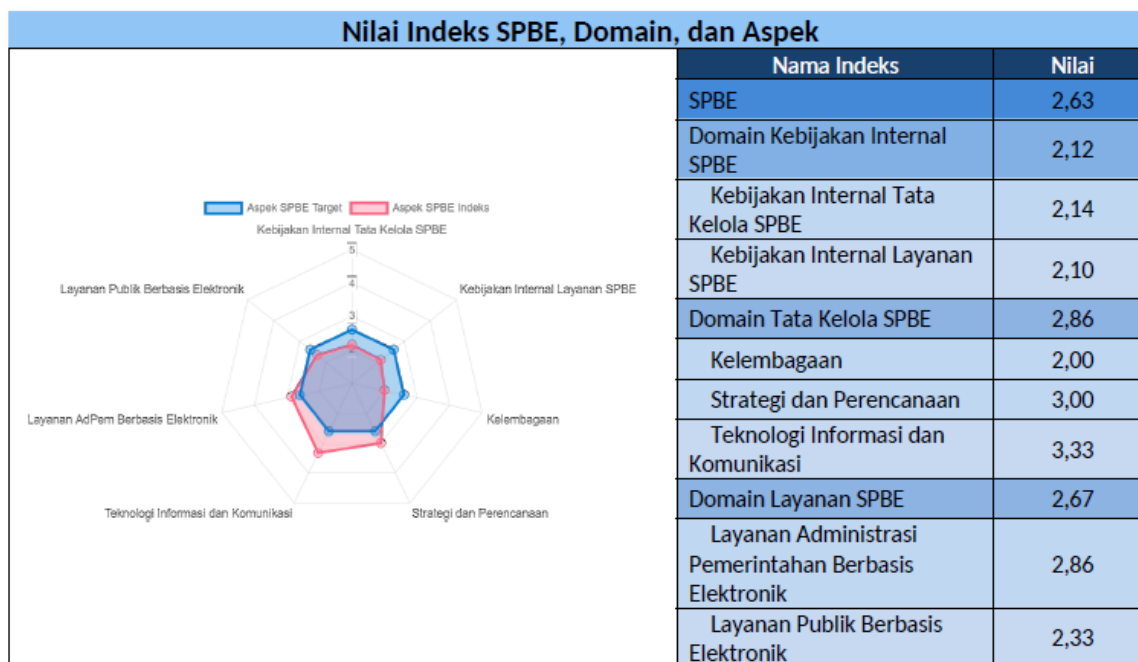 Nilai Indeks SPBE, Domain, dan Aspek
Aspek SPBE Target
Aspek SPBE Indeks
Kebijakan Internal Tata Kelola SPBE
5
4
3
2
Kebijakan Internal Layanan SPBE
Kelembagaan
Strategi dan Perencanaan
Teknologi Informasi dan Komunikasi
Layanan AdPem Berbasis Elektronik
Layanan Publik Berbasis Elektronik
Nama Indeks Nilai
SPBE 2,63
Domain Kebijakan Internal
SPBE 2,12
Kebijakan Internal Tata
Kelola SPBE 2,14
Kebijakan Internal Layanan
SPBE 2,10
Domain Tata Kelola SPBE 2,86
Kelembagaan 2,00
Strategi dan Perencanaan 3,00
Teknologi Informasi dan
Komunikasi 3,33
Domain Layanan SPBE 2,67
Layanan Administrasi
Pemerintahan Berbasis 2,86
Elektronik
Layanan Publik Berbasis
Elektronik 2,33